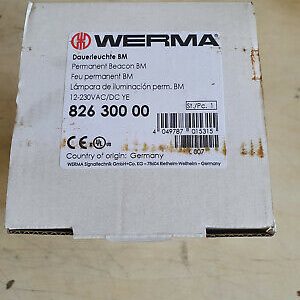 WERMA
Dauerleuchte BM
Permanent Beacon BM
Feu permanent BM
Lámpara de iluminación perm. BM
12-230VAC/DC YE
826 300 00
St./Pc. 1
4 049787 015315
C007
Country of origin: Germany
WERMA Signaltechnik GmbH+Co. KG - 78604 Rietheim-Weilheim - Germany